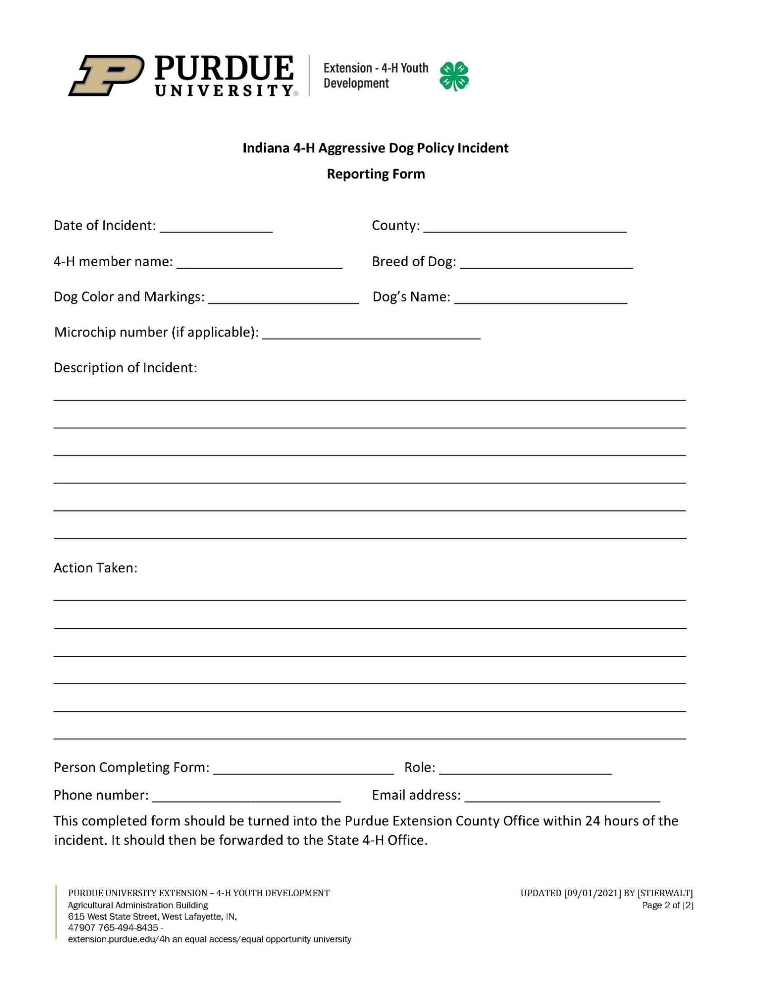 PURDUE
UNIVERSITY®
Extension - 4-H Youth
Development
H H
H H
Indiana 4-H Aggressive Dog Policy Incident
Reporting Form
Date of Incident: _______________ County: ___________________________
4-H member name: ______________________ Breed of Dog: _______________________
Dog Color and Markings: ____________________ Dog’s Name: _______________________
Microchip number (if applicable): _____________________________
Description of Incident:
Action Taken:
Person Completing Form: ________________________ Role: _______________________
Phone number: _________________________ Email address: __________________________
This completed form should be turned into the Purdue Extension County Office within 24 hours of the
incident. It should then be forwarded to the State 4-H Office.
PURDUE UNIVERSITY EXTENSION – 4-H YOUTH DEVELOPMENT UPDATED [09/01/2021] BY [STIERWALT]
Agricultural Administration Building Page 2 of [2]
615 West State Street, West Lafayette, IN,
47907 765-494-8435 -
extension.purdue.edu/4h an equal access/equal opportunity university